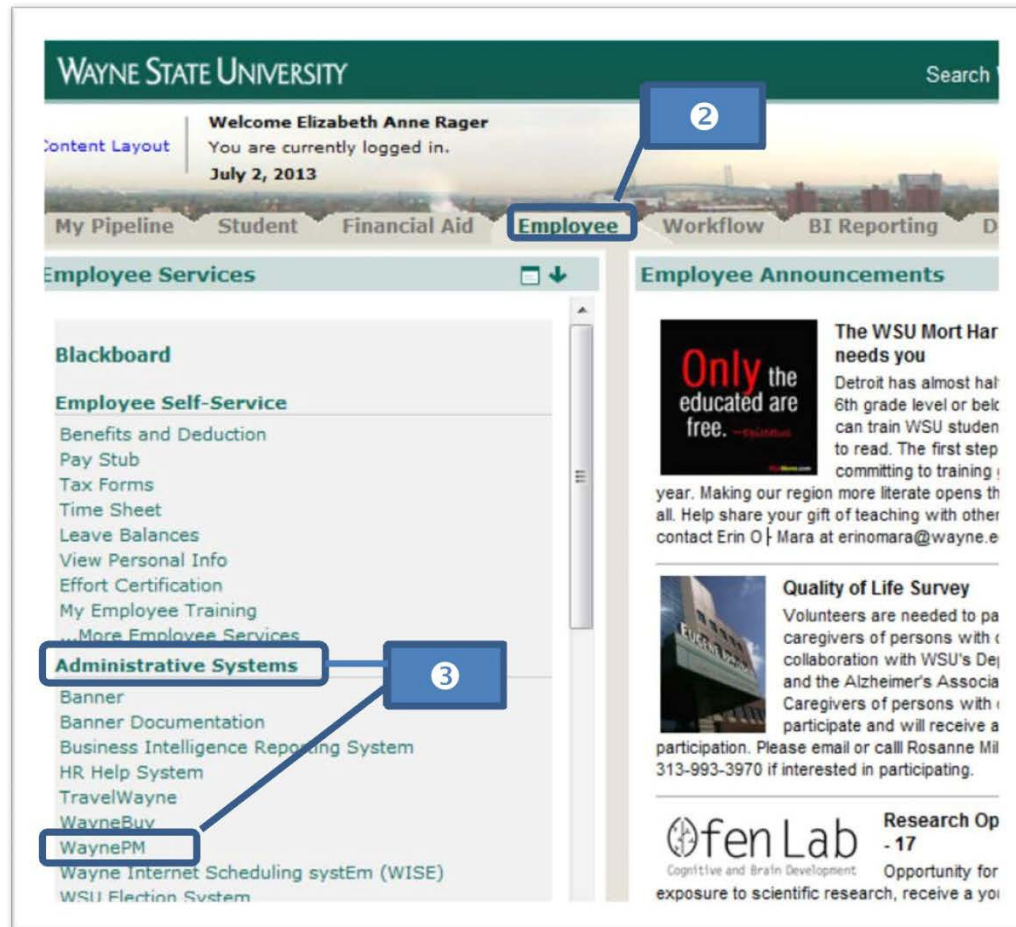 WAYNE STATE UNIVERSITY
Search
❷
Content Layout
Welcome Elizabeth Anne Rager
You are currently logged in.
July 2, 2013
My Pipeline Student Financial Aid Employee Workflow BI Reporting D
Employee Services
Blackboard
Employee Self-Service
Benefits and Deduction
Pay Stub
Tax Forms
Time Sheet
Leave Balances
View Personal Info
Effort Certification
My Employee Training
...More Employee Services
Administrative Systems
❸
Banner
Banner Documentation
Business Intelligence Reporting System
HR Help System
TravelWayne
WayneBuy
WaynePM
Wayne Internet Scheduling systEm (WISE)
WSU Election System
Employee Announcements
Only the
educated are
free.
The WSU Mort Har
needs you
Detroit has almost hal
6th grade level or belo
can train WSU studen
to read. The first step
committing to training
year. Making our region more literate opens th
all. Help share your gift of teaching with other
contact Erin O Mara at erinomara@wayne.e
Quality of Life Survey
Volunteers are needed to pa
caregivers of persons with
collaboration with WSU's De
and the Alzheimer's Associa
Caregivers of persons with
participate and will receive a
participation. Please email or calll Rosanne Mil
313-993-3970 if interested in participating.
Ofen Lab
Cognitive and Brain Development
Research Op
- 17
Opportunity for
exposure to scientific research, receive a yo